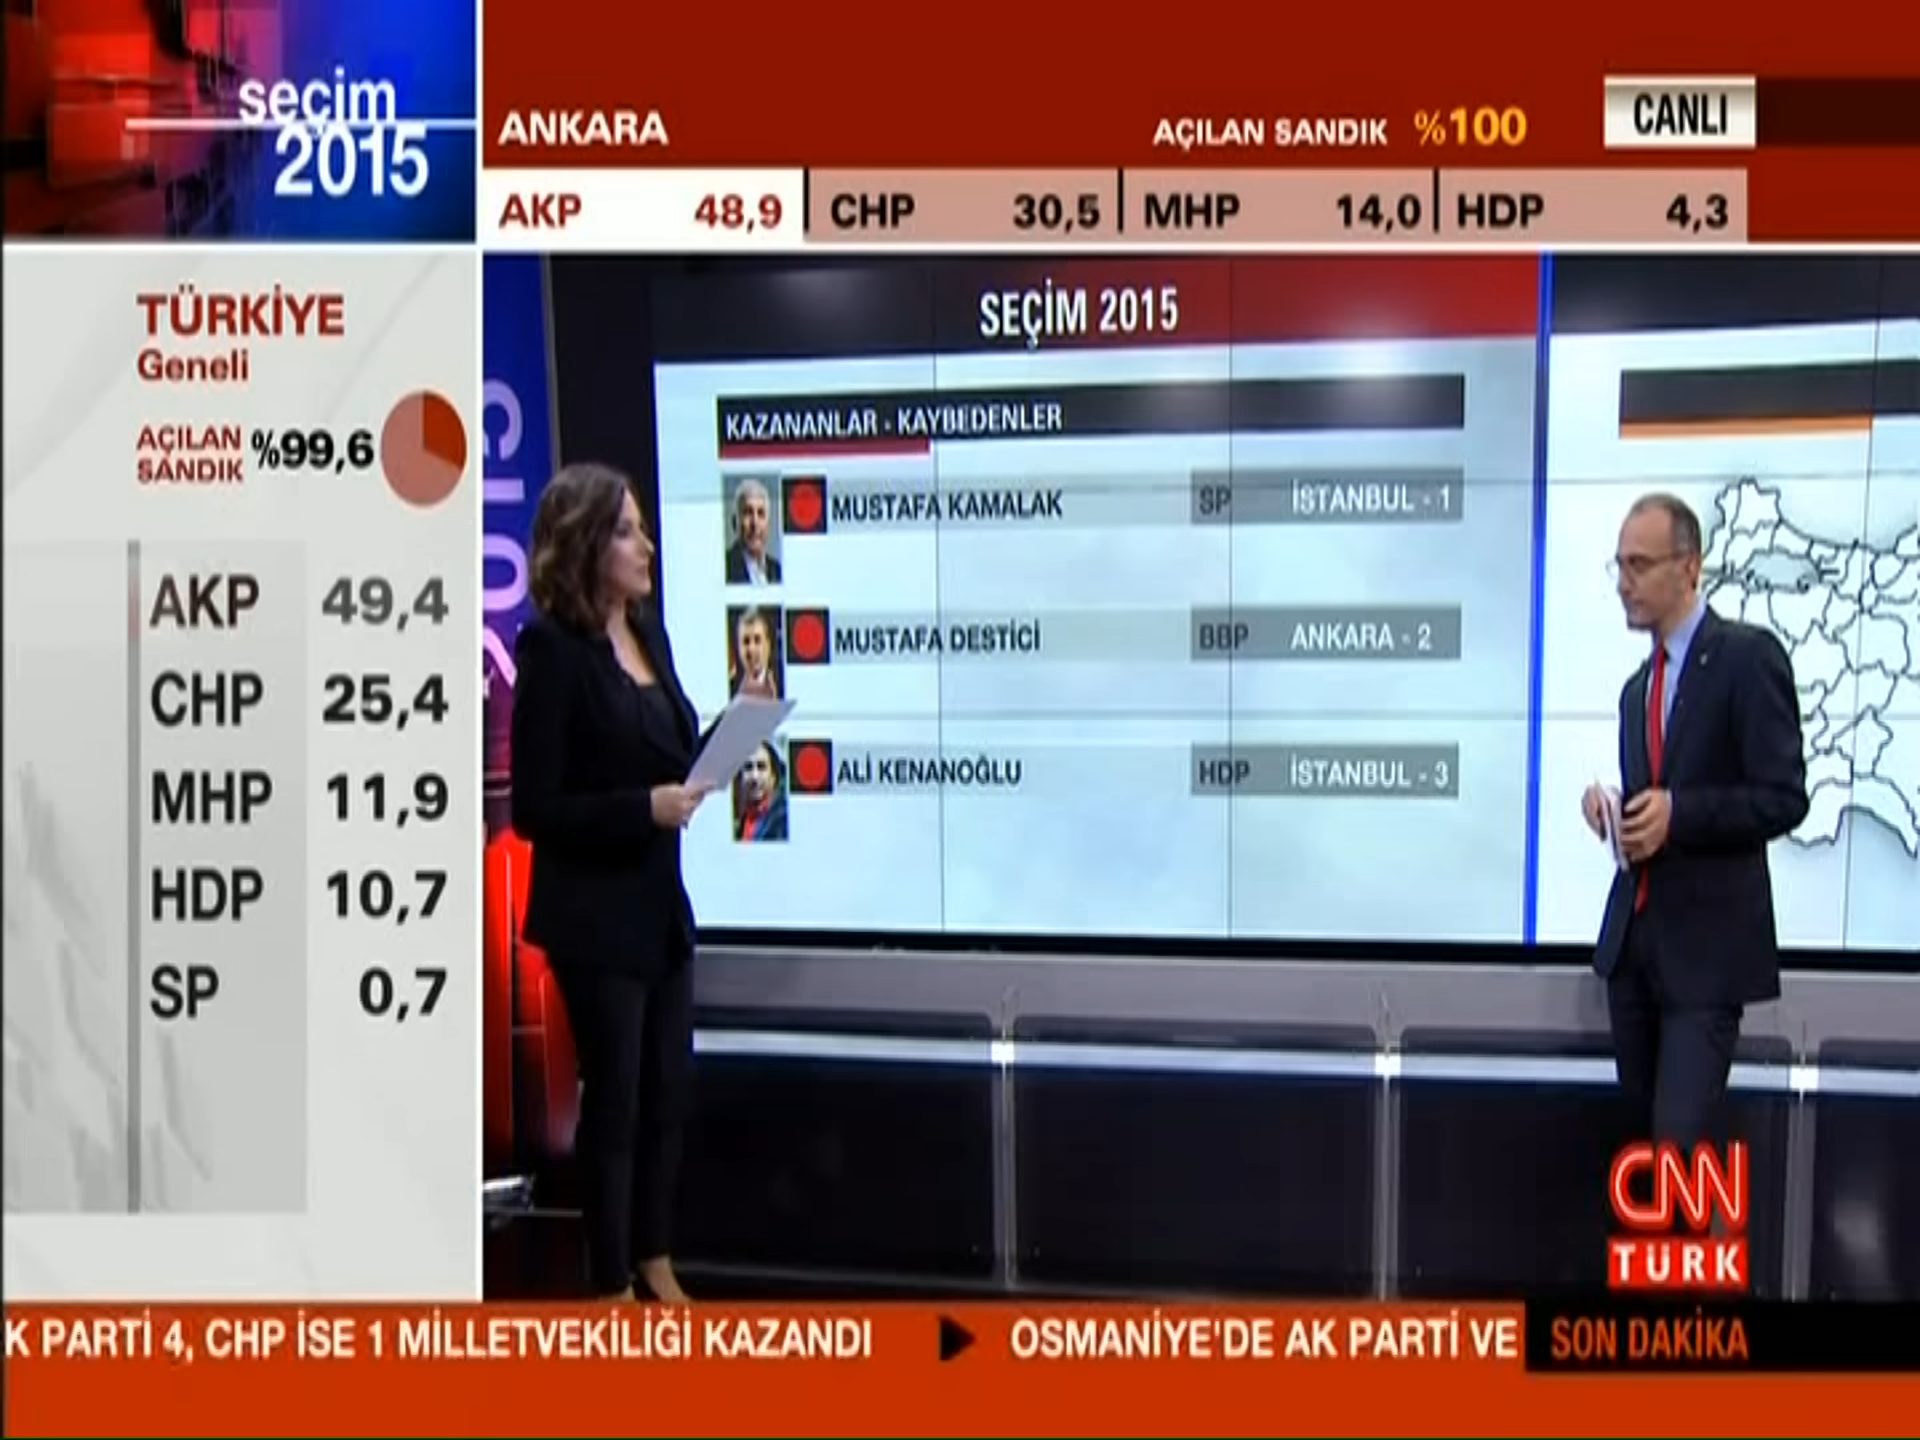 seçim
2015
ANKARA
AÇILAN SANDIK %100
CANLI
AKP 48,9 CHP 30,5 MHP 14,0 HDP 4,3
TÜRKİYE
Geneli
AÇILAN
SANDIK %99,6
AKP 49,4
CHP 25,4
MHP 11,9
HDP 10,7
SP 0,7
SEÇİM 2015
KAZANANLAR - KAYBEDENLER
MUSTAFA KAMALAK SP İSTANBUL - 1
MUSTAFA DESTİCİ BBP ANKARA - 2
ALİ KENANOĞLU HDP İSTANBUL - 3
CNN
TÜRK
K PARTİ 4, CHP İSE 1 MİLLETVEKİLİĞİ KAZANDI OSMANİYE'DE AK PARTİ VE SON DAKİKA